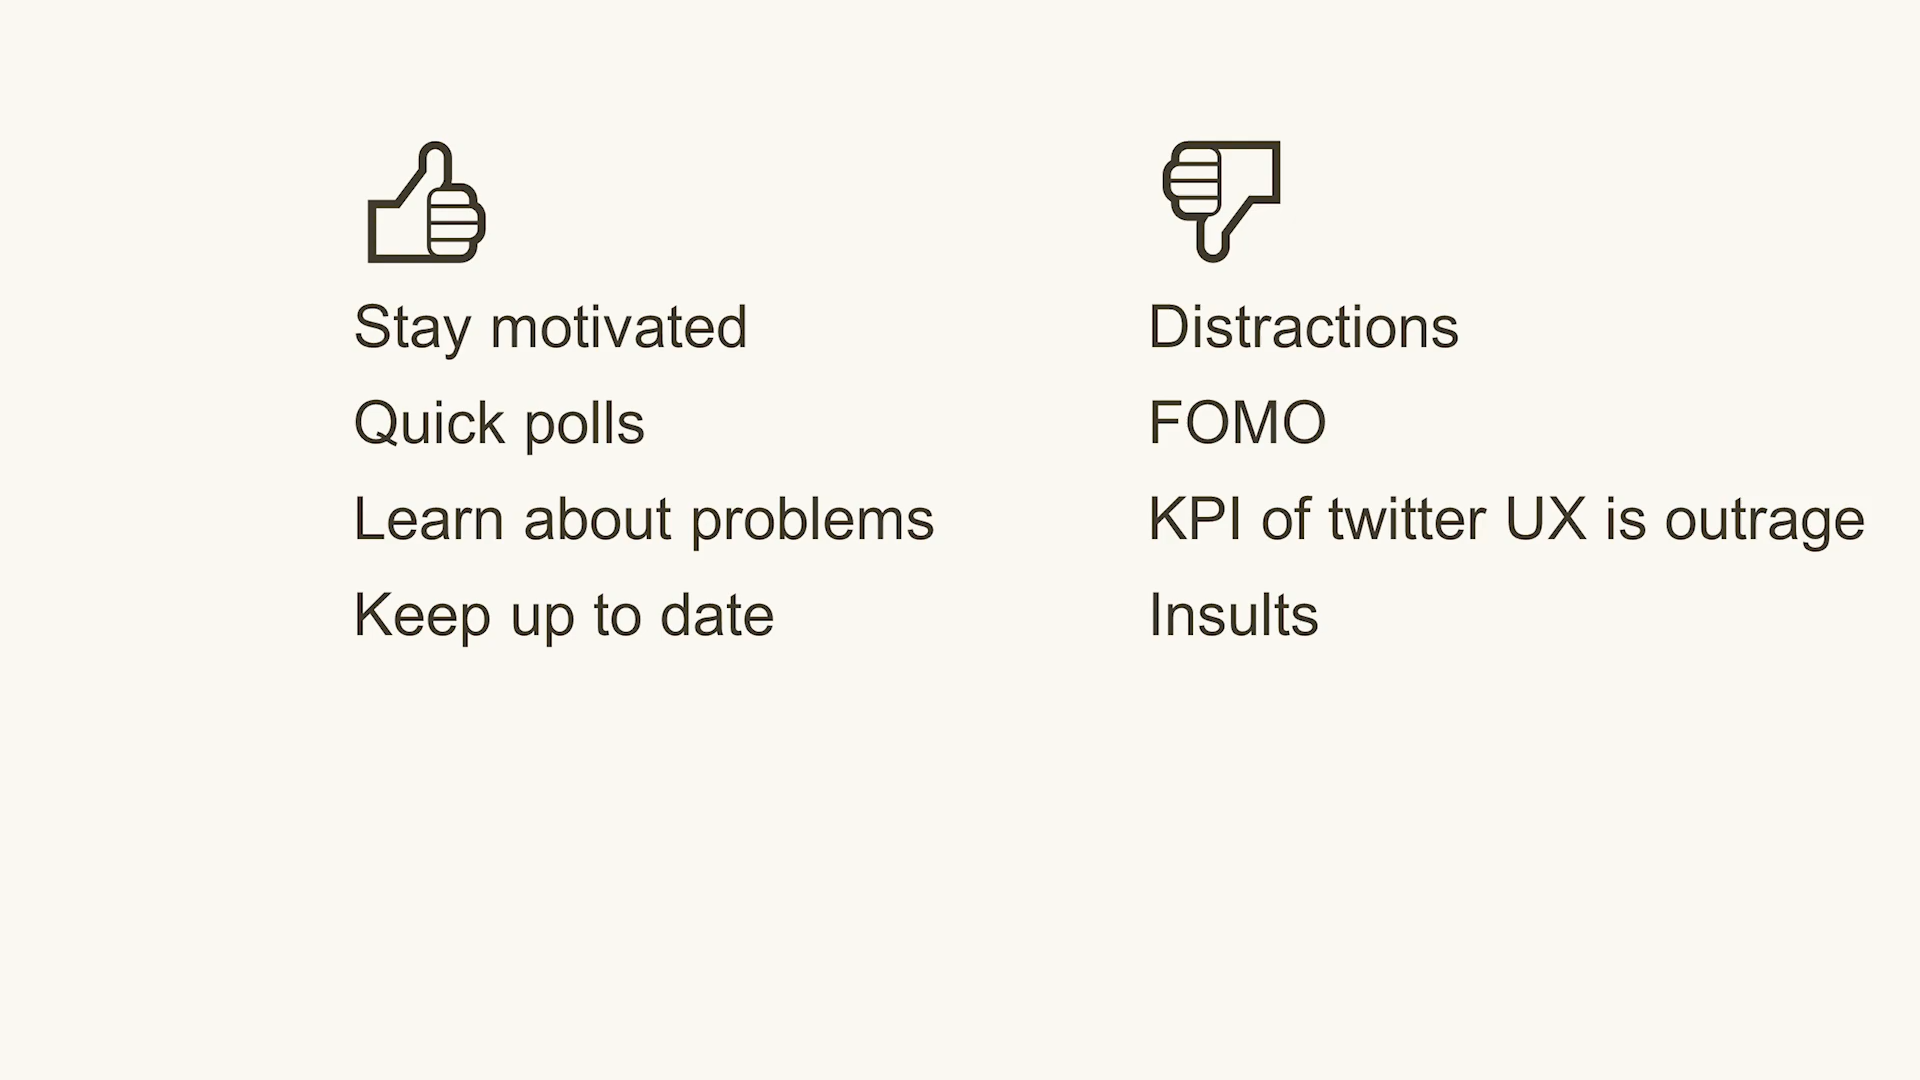 Stay motivated
Quick polls
Learn about problems
Keep up to date
Distractions
FOMO
KPI of twitter UX is outrage
Insults